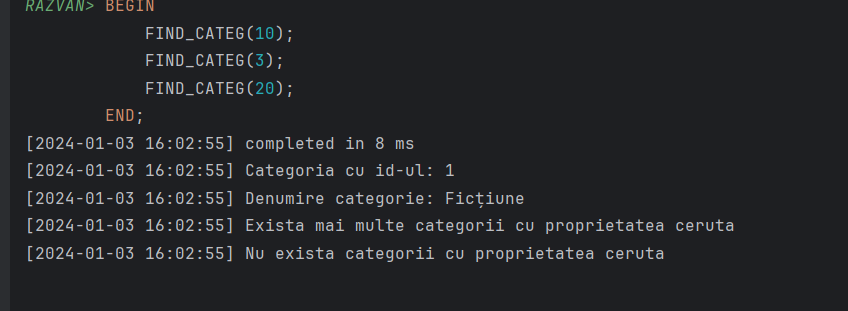 RAZVAN> BEGIN
FIND_CATEG(10);
FIND_CATEG(3);
FIND_CATEG(20);
END;
[2024-01-03 16:02:55] completed in 8 ms
[2024-01-03 16:02:55] Categoria cu id-ul: 1
[2024-01-03 16:02:55] Denumire categorie: Ficțiune
[2024-01-03 16:02:55] Exista mai multe categorii cu proprietatea ceruta
[2024-01-03 16:02:55] Nu exista categorii cu proprietatea ceruta